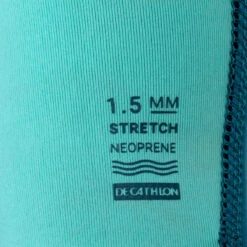 1.5 MM
STRETCH
NEOPRENE
DECATHLON